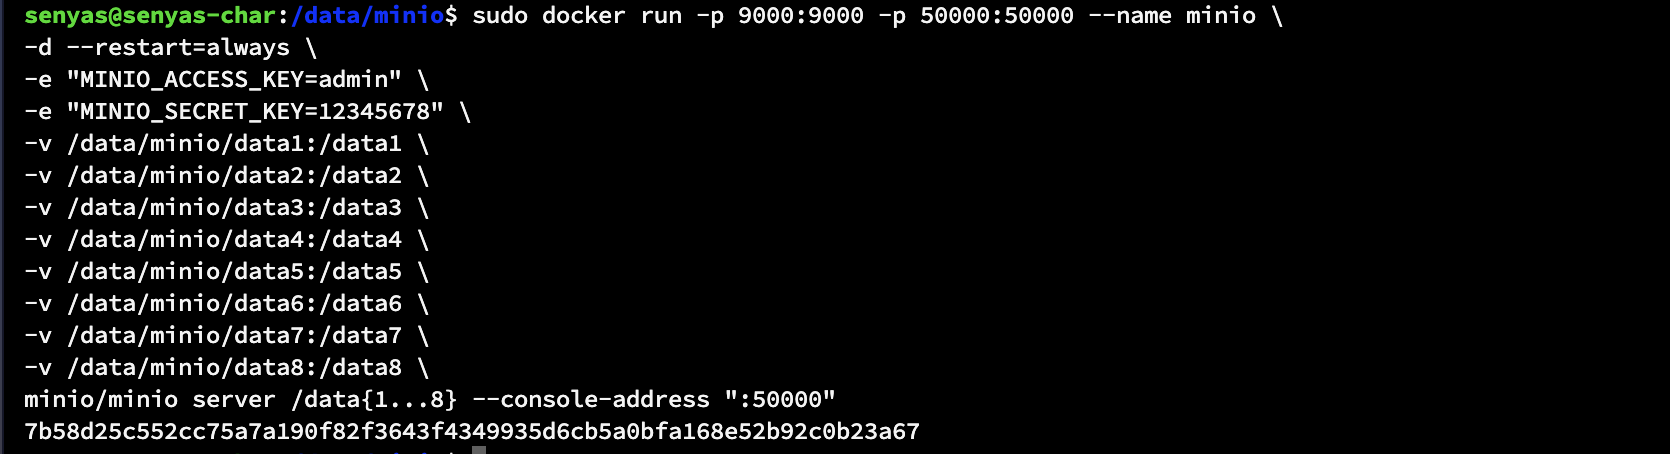 senyas@senyas-char:/data/minio$ sudo docker run -p 9000:9000 -p 50000:50000 --name minio \
-d --restart=always \
-e "MINIO_ACCESS_KEY=admin" \
-e "MINIO_SECRET_KEY=12345678" \
-v /data/minio/data1:/data1 \
-v /data/minio/data2:/data2 \
-v /data/minio/data3:/data3 \
-v /data/minio/data4:/data4 \
-v /data/minio/data5:/data5 \
-v /data/minio/data6:/data6 \
-v /data/minio/data7:/data7 \
-v /data/minio/data8:/data8 \
minio/minio server /data{1...8} --console-address ":50000"
7b58d25c552cc75a7a190f82f3643f4349935d6cb5a0bfa168e52b92c0b23a67